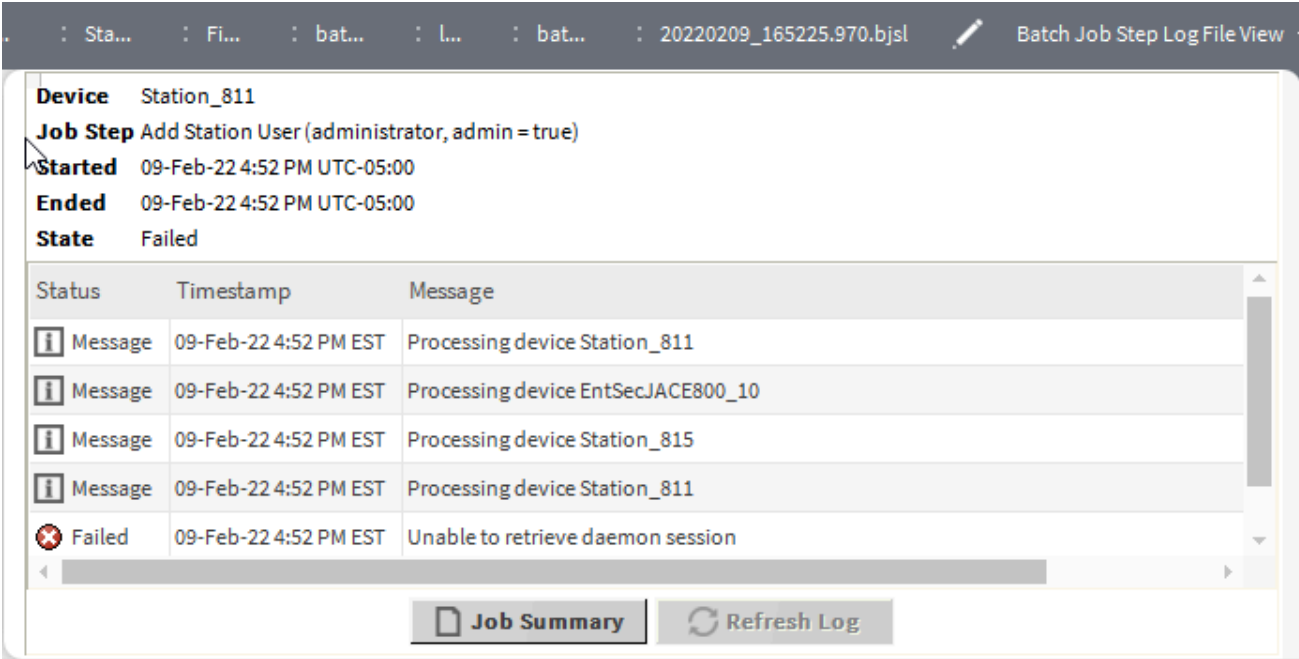 . : Sta... : Fi... : bat... : l... : bat... : 20220209_165225.970.bjsl Batch Job Step Log File View
Device Station_811
Job Step Add Station User (administrator, admin = true)
Started 09-Feb-22 4:52 PM UTC-05:00
Ended 09-Feb-22 4:52 PM UTC-05:00
State Failed
Status Timestamp Message
Message 09-Feb-22 4:52 PM EST Processing device Station_811
Message 09-Feb-22 4:52 PM EST Processing device EntSecJACE800_10
Message 09-Feb-22 4:52 PM EST Processing device Station_815
Message 09-Feb-22 4:52 PM EST Processing device Station_811
Failed 09-Feb-22 4:52 PM EST Unable to retrieve daemon session
Job Summary Refresh Log